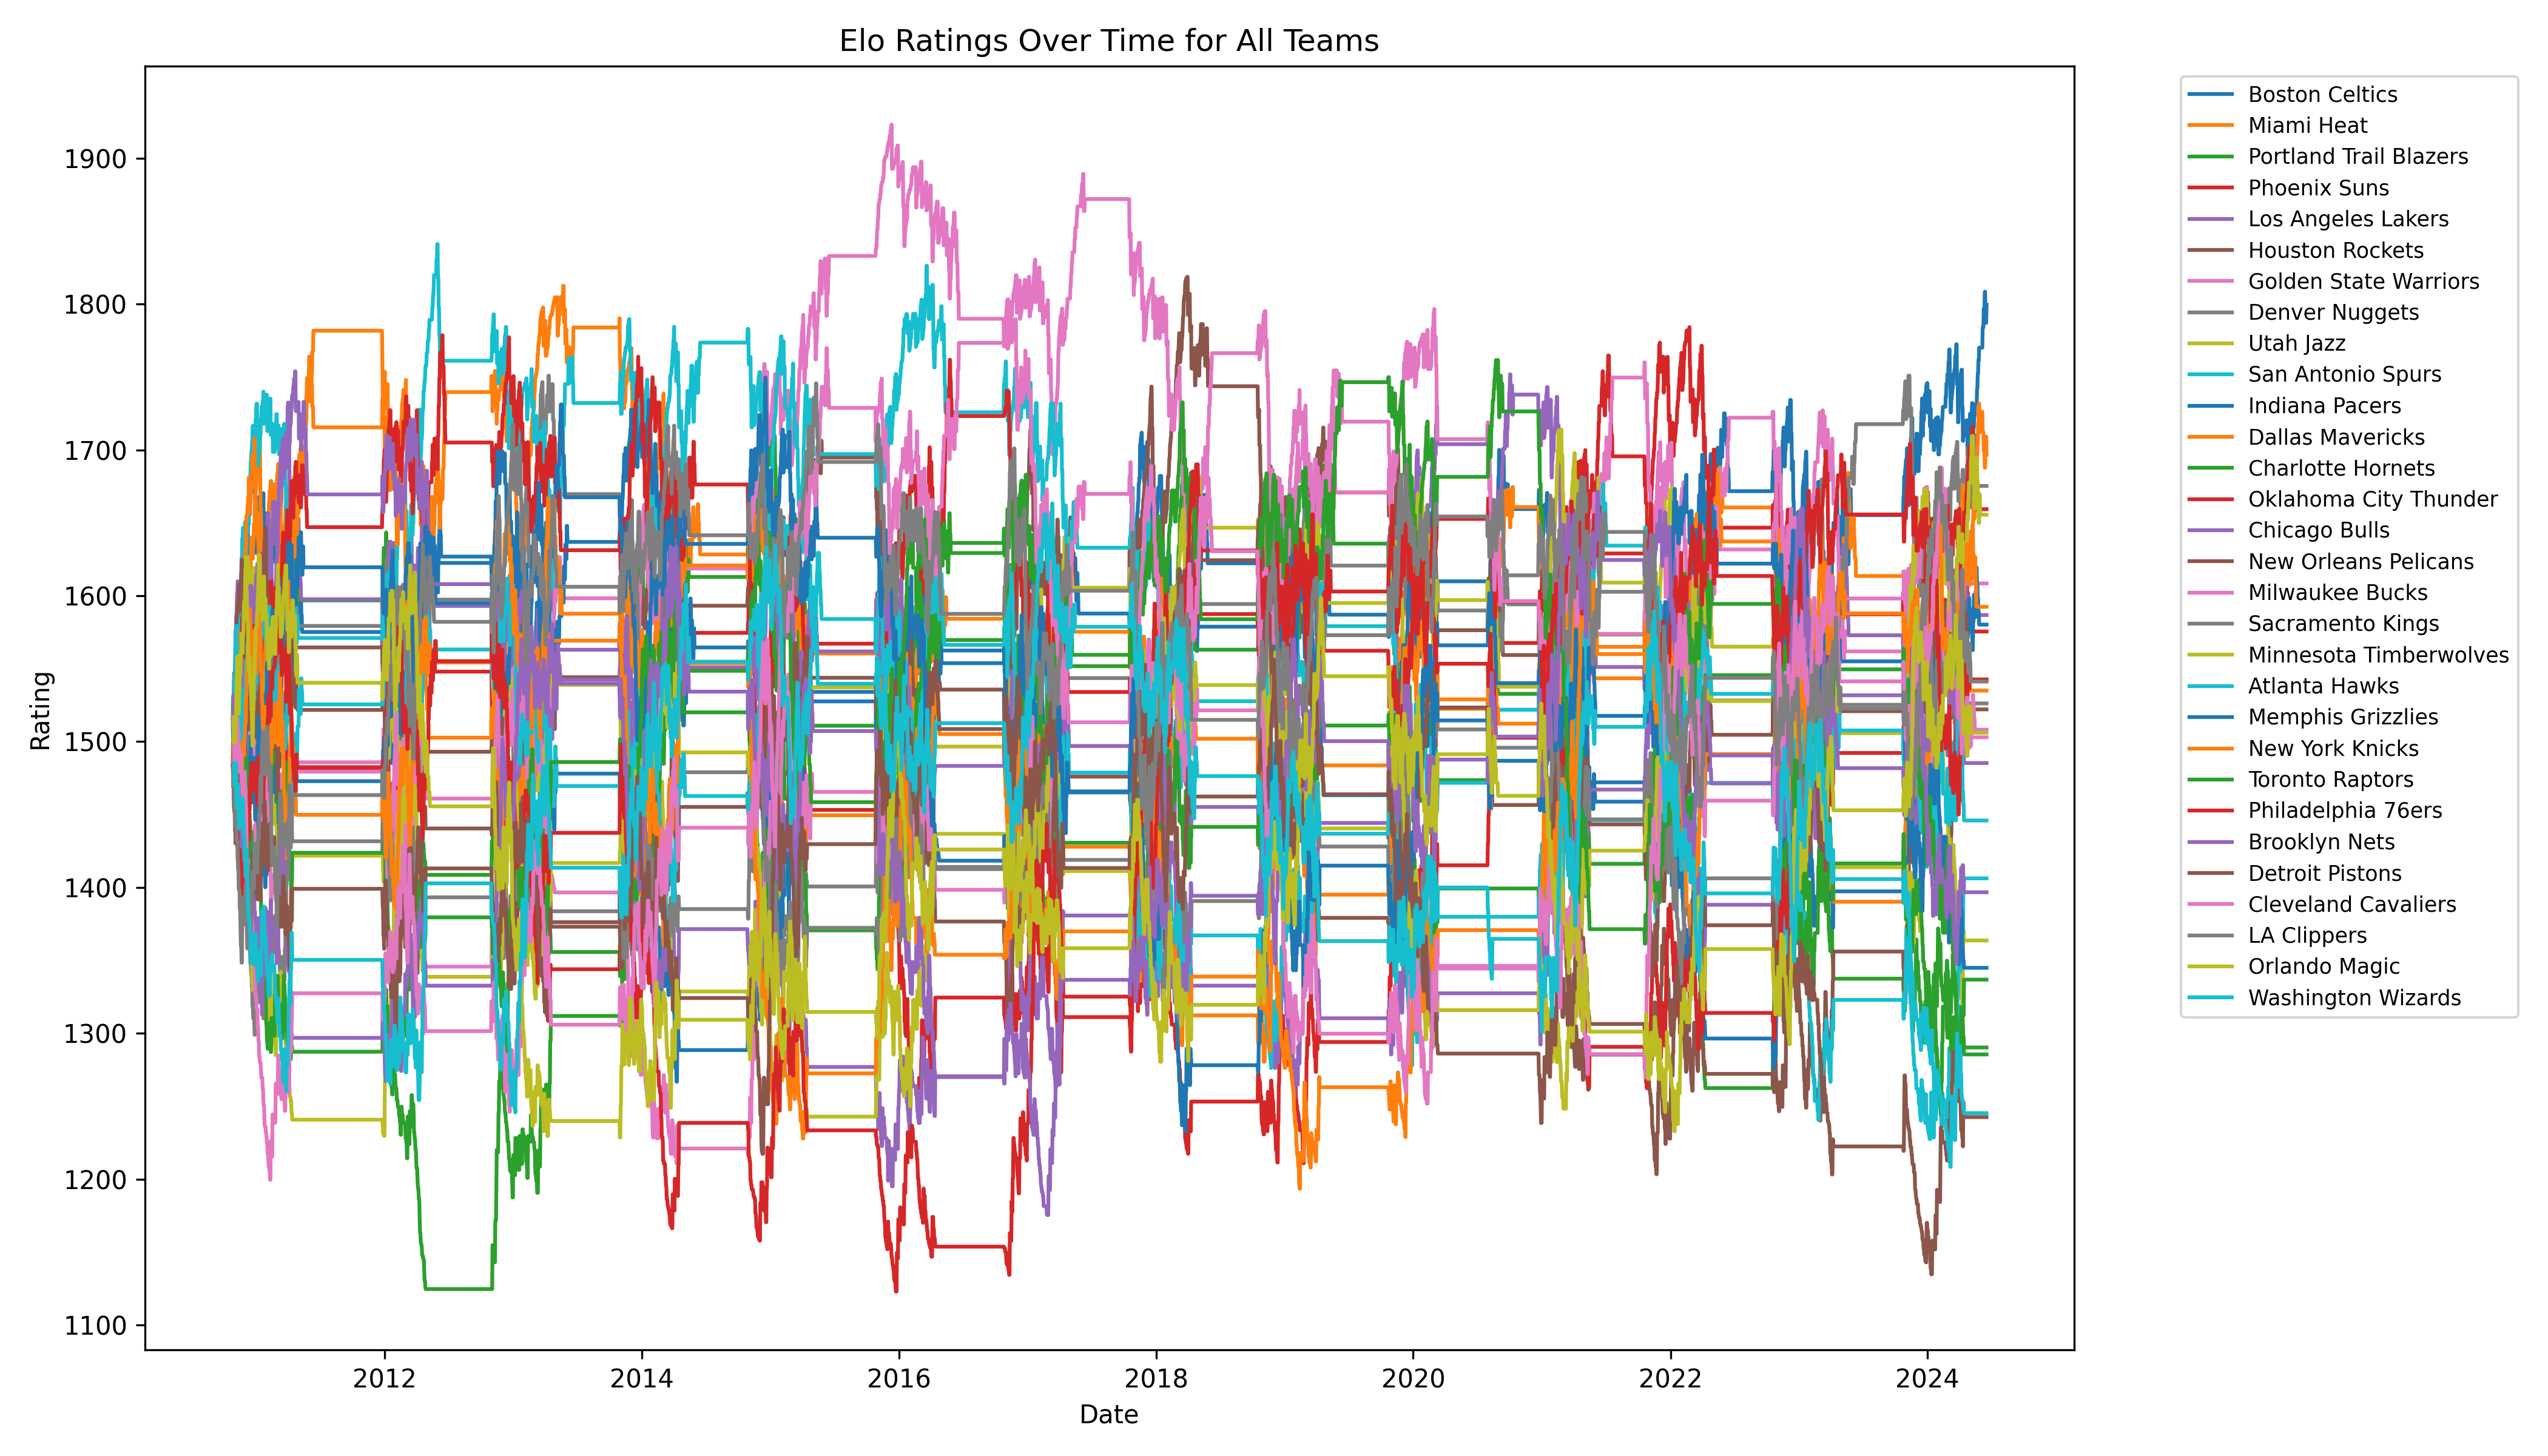 Elo Ratings Over Time for All Teams
1900
1800
1700
1600
1500
1400
1300
1200
1100
Rating
2012 2014 2016 2018 2020 2022 2024
Date
Boston Celtics
Miami Heat
Portland Trail Blazers
Phoenix Suns
Los Angeles Lakers
Houston Rockets
Golden State Warriors
Denver Nuggets
Utah Jazz
San Antonio Spurs
Indiana Pacers
Dallas Mavericks
Charlotte Hornets
Oklahoma City Thunder
Chicago Bulls
New Orleans Pelicans
Milwaukee Bucks
Sacramento Kings
Minnesota Timberwolves
Atlanta Hawks
Memphis Grizzlies
New York Knicks
Toronto Raptors
Philadelphia 76ers
Brooklyn Nets
Detroit Pistons
Cleveland Cavaliers
LA Clippers
Orlando Magic
Washington Wizards